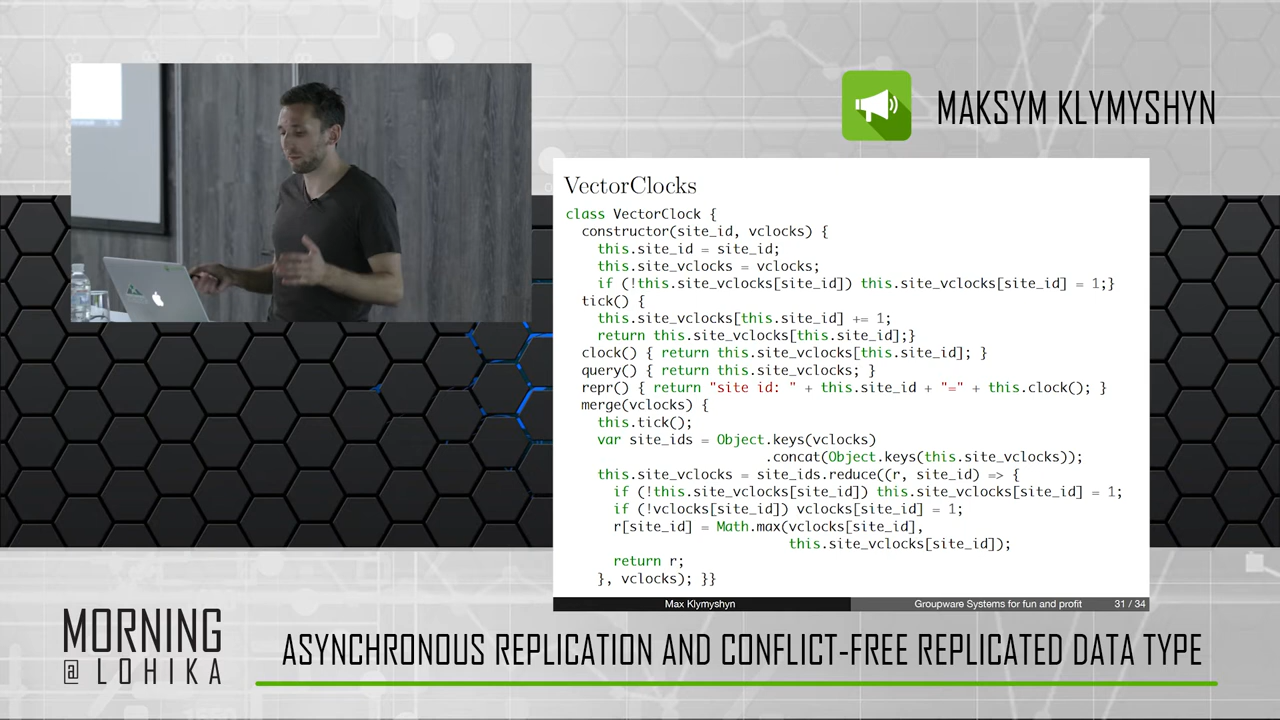 MAKSYM KLYMYSHYN
VectorClocks
class VectorClock {
constructor(site_id, vclocks) {
this.site_id = site_id;
this.site_vclocks = vclocks;
if (!this.site_vclocks[site_id]) this.site_vclocks[site_id] = 1;}
tick() {
this.site_vclocks[this.site_id] += 1;
return this.site_vclocks[this.site_id];}
clock() { return this.site_vclocks[this.site_id]; }
query() { return this.site_vclocks; }
repr() { return "site id: " + this.site_id + "=" + this.clock(); }
merge(vclocks) {
this.tick();
var site_ids = Object.keys(vclocks)
.concat(Object.keys(this.site_vclocks));
this.site_vclocks = site_ids.reduce((r, site_id) => {
if (!this.site_vclocks[site_id]) this.site_vclocks[site_id] = 1;
if (!vclocks[site_id]) vclocks[site_id] = 1;
r[site_id] = Math.max(vclocks[site_id],
this.site_vclocks[site_id]);
return r;
}, vclocks); }}
Max Klymyshyn Groupware Systems for fun and profit 31 / 34
MORNING
@ LOHIKA
ASYNCHRONOUS REPLICATION AND CONFLICT-FREE REPLICATED DATA TYPE